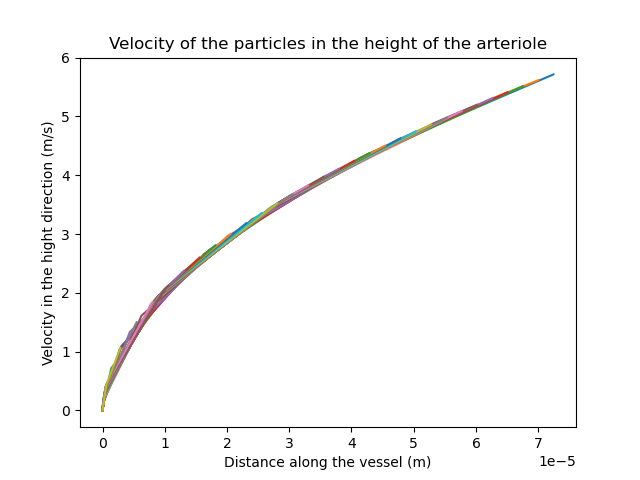 Velocity of the particles in the height of the arteriole
Velocity in the hight direction (m/s)
6
5
4
3
2
1
0
0 1 2 3 4 5 6 7
1e−5
Distance along the vessel (m)